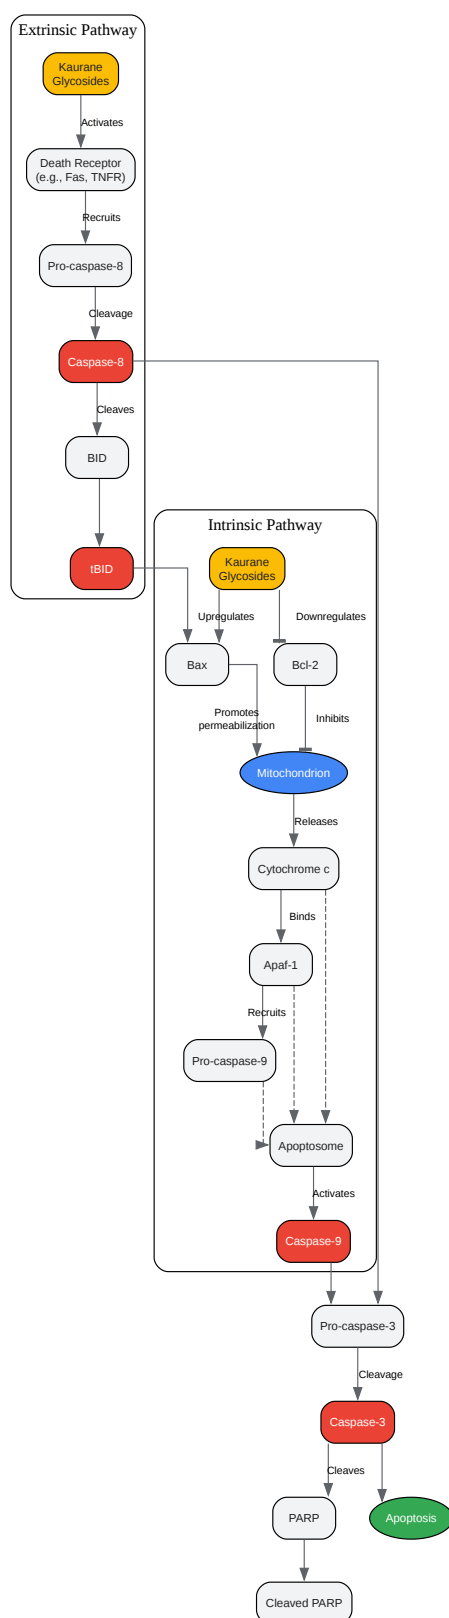 Extrinsic Pathway
Kaurane
Glycosides
Activates
Death Receptor
(e.g., Fas, TNFR)
Recruits
Pro-caspase-8
Cleavage
Caspase-8
Cleaves
BID
tBID
Intrinsic Pathway
Kaurane
Glycosides
Upregulates
Downregulates
Bax
Bcl-2
Promotes
permeabilization
Inhibits
Mitochondrion
Releases
Cytochrome c
Binds
Apaf-1
Recruits
Pro-caspase-9
Apoptosome
Activates
Caspase-9
Pro-caspase-3
Cleavage
Caspase-3
Cleaves
PARP
Apoptosis
Cleaved PARP